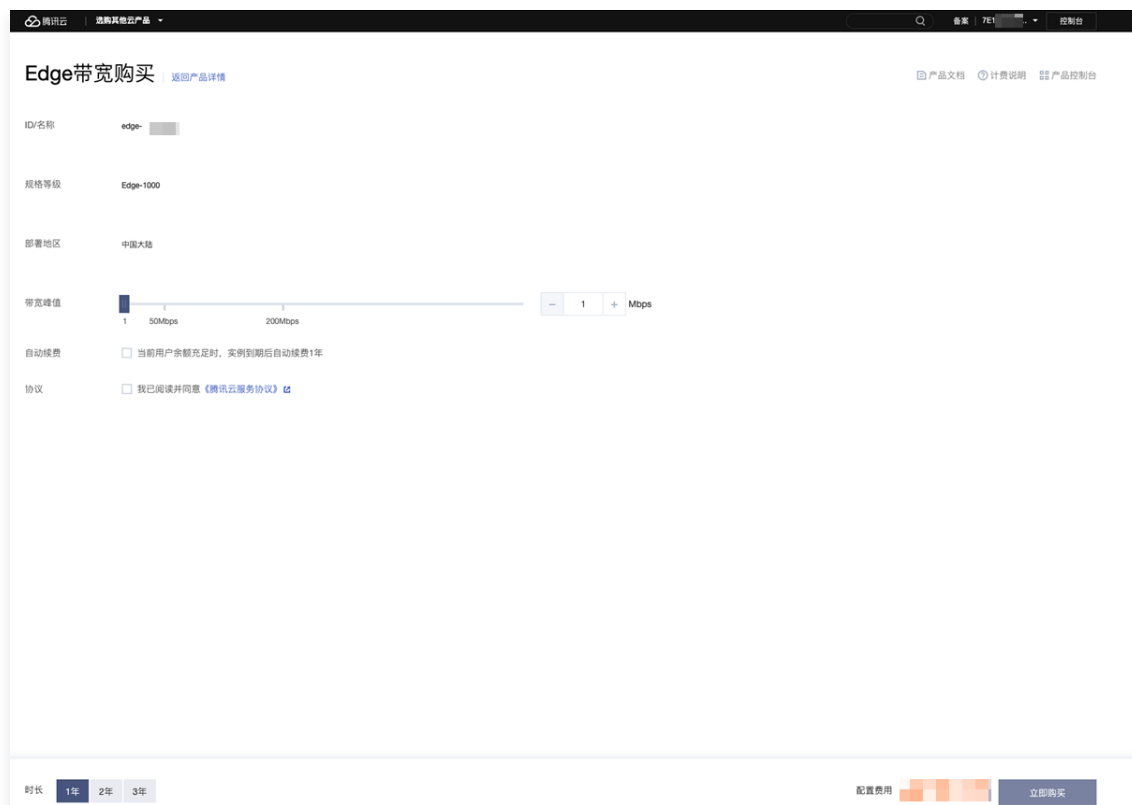 腾讯云 选购其他云产品 备案 7E1 控制台
Edge带宽购买 返回产品详情 产品文档 计费说明 产品控制台
ID/名称 edge-
规格等级 Edge-1000
部署地区 中国大陆
带宽峰值 - 1 + Mbps
1 50Mbps 200Mbps
自动续费 当前用户余额充足时，实例到期后自动续费1年
协议 我已阅读并同意《腾讯云服务协议》
时长 1年 2年 3年 配置费用 立即购买